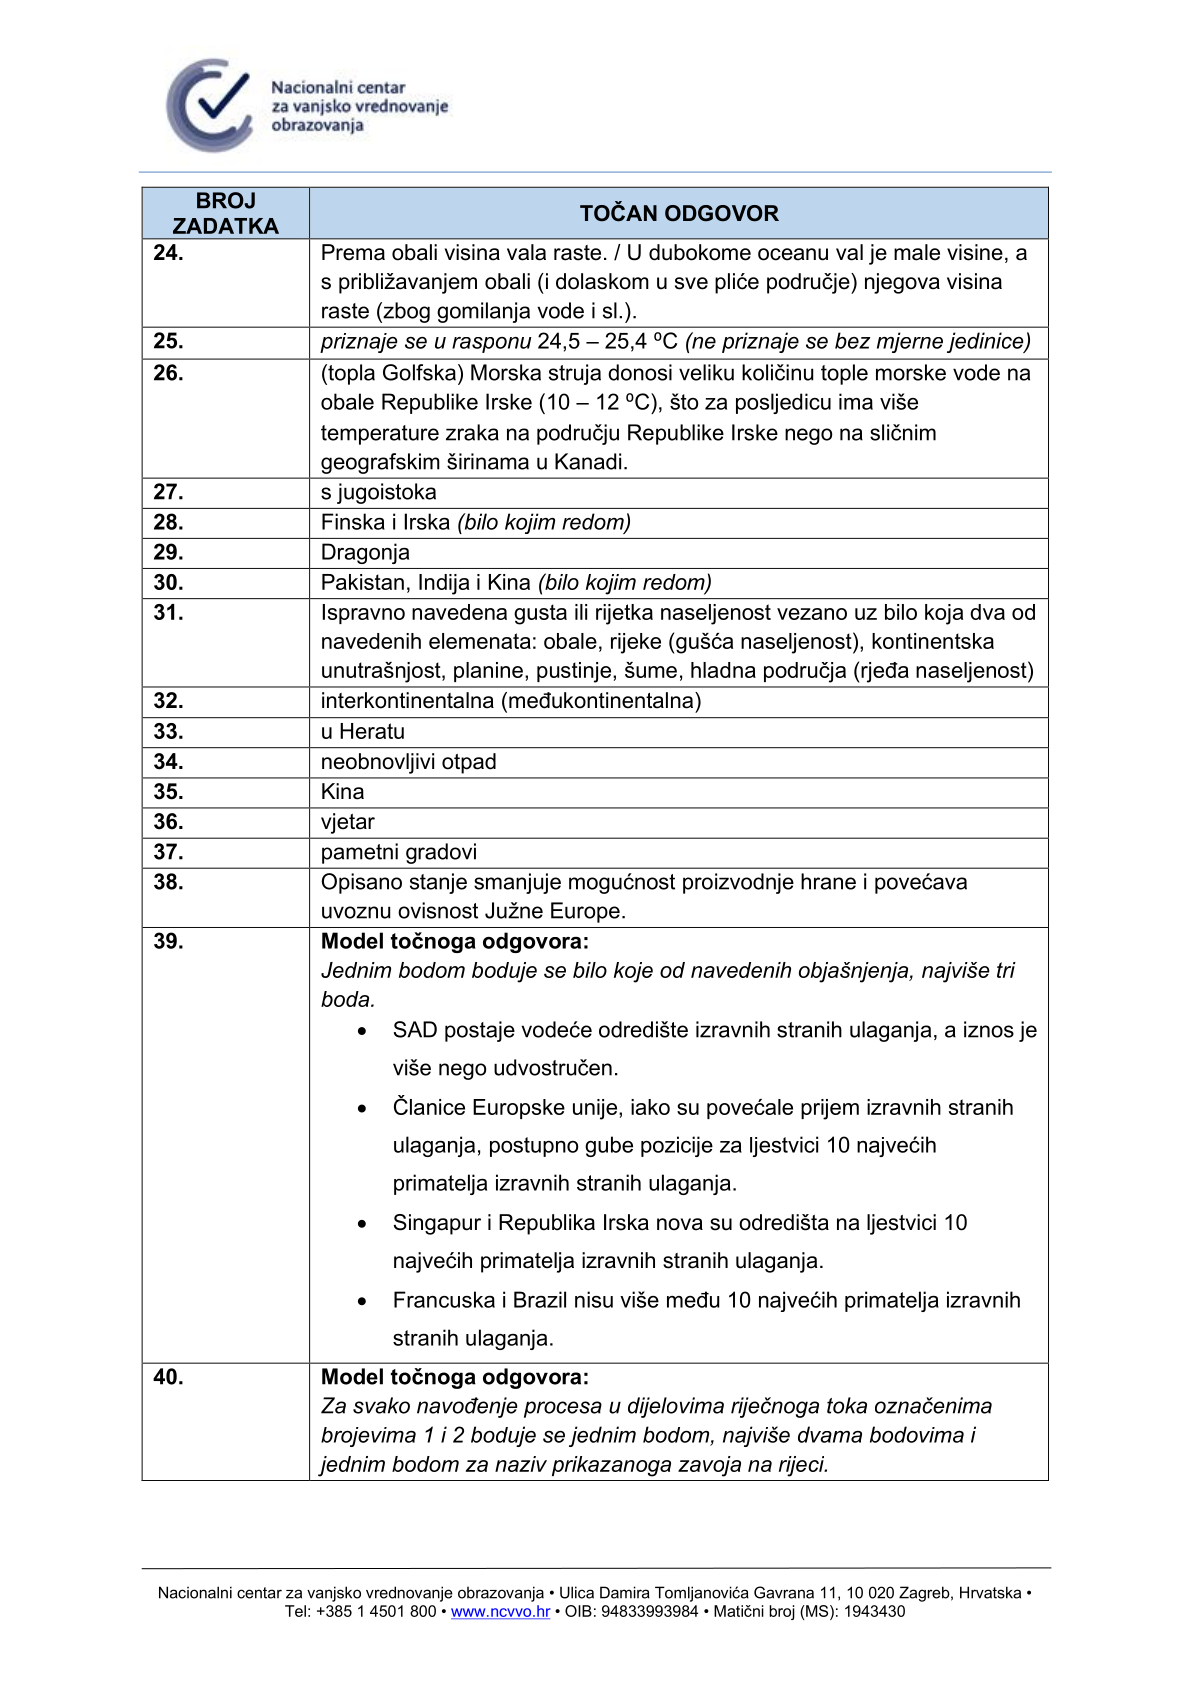 Nacionalni centar
za vanjsko vrednovanje
obrazovanja
BROJ
ZADATKA
TOČAN ODGOVOR
24.
Prema obali visina vala raste. / U dubokome oceanu val je male visine, a
s približavanjem obali (i dolaskom u sve pliće područje) njegova visina
raste (zbog gomilanja vode i sl.).
25.
priznaje se u rasponu 24,5 – 25,4 ºC (ne priznaje se bez mjerne jedinice)
26.
(topla Golfska) Morska struja donosi veliku količinu tople morske vode na
obale Republike Irske (10 – 12 ºC), što za posljedicu ima više
temperature zraka na području Republike Irske nego na sličnim
geografskim širinama u Kanadi.
27.
s jugoistoka
28.
Finska i Irska (bilo kojim redom)
29.
Dragonja
30.
Pakistan, Indija i Kina (bilo kojim redom)
31.
Ispravno navedena gusta ili rijetka naseljenost vezano uz bilo koja dva od
navedenih elemenata: obale, rijeke (gušća naseljenost), kontinentska
unutrašnjost, planine, pustinje, šume, hladna područja (rjeđa naseljenost)
32.
interkontinentalna (međukontinentalna)
33.
u Heratu
34.
neobnovljivi otpad
35.
Kina
36.
vjetar
37.
pametni gradovi
38.
Opisano stanje smanjuje mogućnost proizvodnje hrane i povećava
uvoznu ovisnost Južne Europe.
39.
Model točnoga odgovora:
Jednim bodom boduje se bilo koje od navedenih objašnjenja, najviše tri
boda.
• SAD postaje vodeće odredište izravnih stranih ulaganja, a iznos je
više nego udvostručen.
• Članice Europske unije, iako su povećale prijem izravnih stranih
ulaganja, postupno gube pozicije za ljestvici 10 najvećih
primatelja izravnih stranih ulaganja.
• Singapur i Republika Irska nova su odredišta na ljestvici 10
najvećih primatelja izravnih stranih ulaganja.
• Francuska i Brazil nisu više među 10 najvećih primatelja izravnih
stranih ulaganja.
40.
Model točnoga odgovora:
Za svako navođenje procesa u dijelovima riječnoga toka označenima
brojevima 1 i 2 boduje se jednim bodom, najviše dvama bodovima i
jednim bodom za naziv prikazanoga zavoja na rijeci.
Nacionalni centar za vanjsko vrednovanje obrazovanja • Ulica Damira Tomljanovića Gavrana 11, 10 020 Zagreb, Hrvatska •
Tel: +385 1 4501 800 • www.ncvvo.hr • OIB: 94833993984 • Matični broj (MS): 1943430